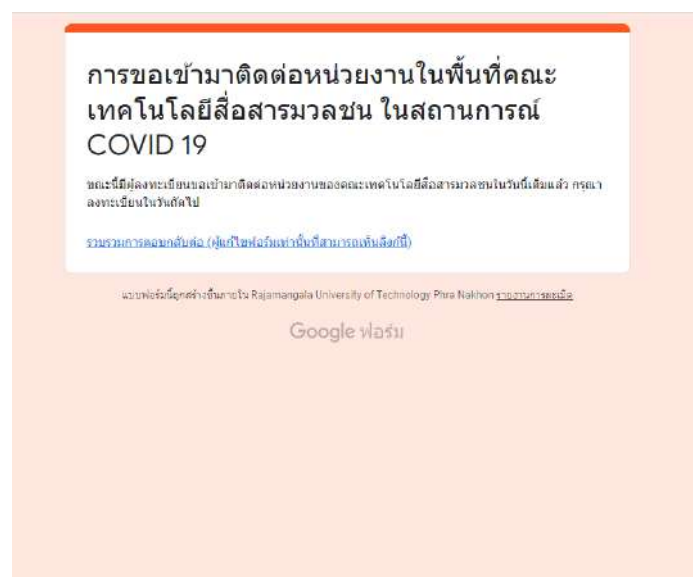 การขอเข้ามาติดต่อหน่วยงานในพื้นที่คณะ
เทคโนโลยีสื่อสารมวลชน ในสถานการณ์
COVID 19
ขณะนี้มีผู้ลงทะเบียนขอเข้ามาติดต่อหน่วยงานของคณะเทคโนโลยีสื่อสารมวลชนในวันนี้เต็มแล้ว กรุณา
ลงทะเบียนในวันถัดไป
รวบรวมการตอบกลับต่อ (ผู้แก้ไขฟอร์มเท่านั้นที่สามารถเห็นลิงก์นี้)
แบบฟอร์มนี้ถูกสร้างขึ้นภายใน Rajamangala University of Technology Phra Nakhon รายงานการละเมิด
Google ฟอร์ม